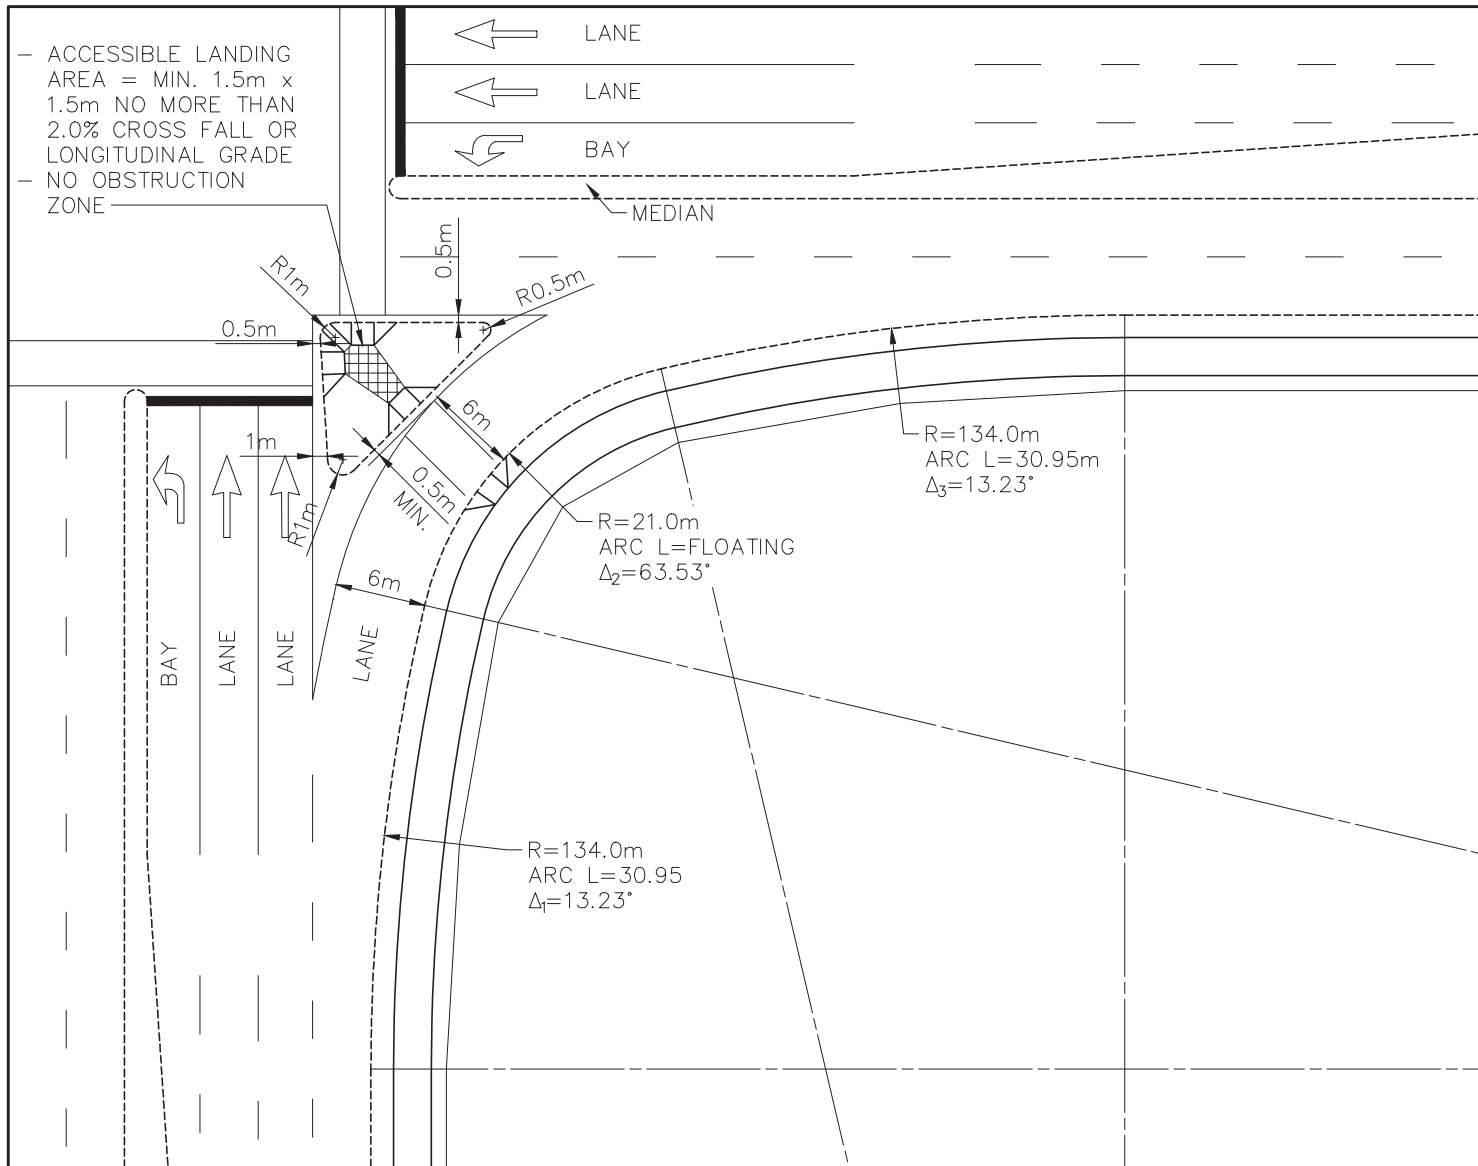 – ACCESSIBLE LANDING
AREA = MIN. 1.5m x
1.5m NO MORE THAN
2.0% CROSS FALL OR
LONGITUDINAL GRADE
– NO OBSTRUCTION
ZONE
LANE
LANE
BAY
MEDIAN
0.5m
R1m
R0.5m
0.5m
6m
1m
0.5m
MIN.
R1m
R=134.0m
ARC L=30.95m
Δ3=13.23°
R=21.0m
ARC L=FLOATING
Δ2=63.53°
6m
BAY
LANE
LANE
LANE
R=134.0m
ARC L=30.95
Δ1=13.23°